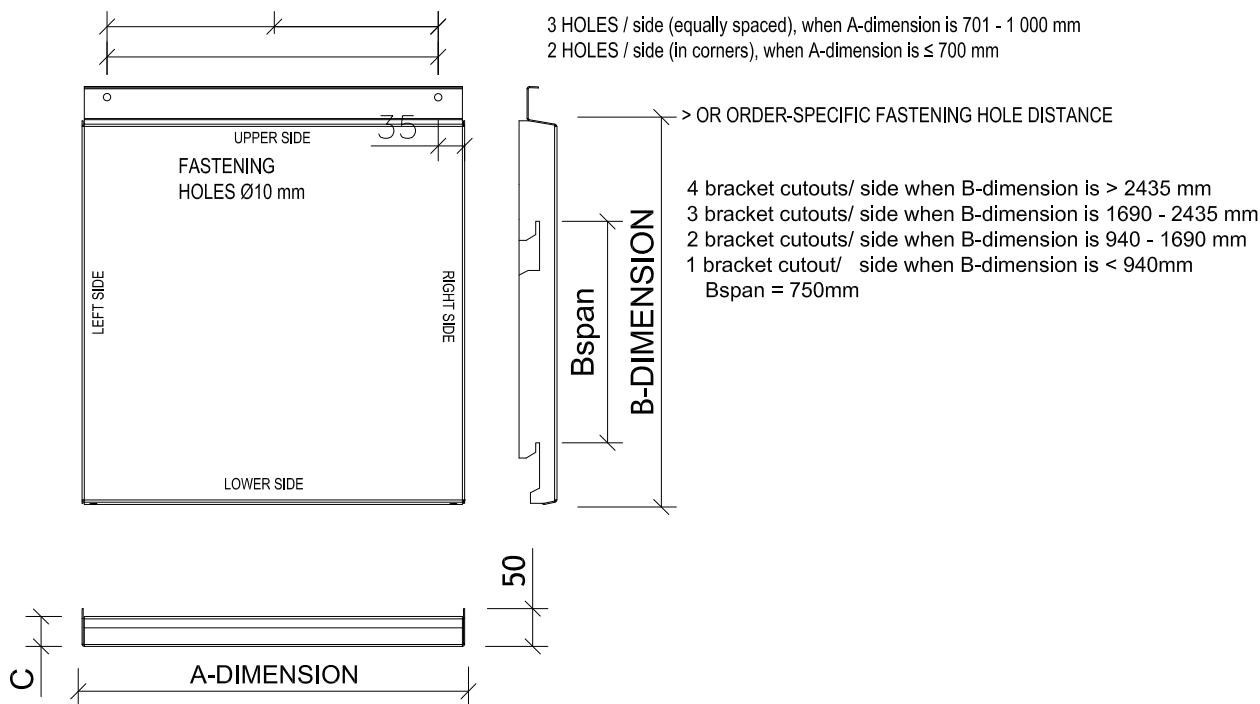 3 HOLES / side (equally spaced), when A-dimension is 701 - 1 000 mm
2 HOLES / side (in corners), when A-dimension is ≤ 700 mm
> OR ORDER-SPECIFIC FASTENING HOLE DISTANCE
35
UPPER SIDE
FASTENING
HOLES Ø10 mm
LEFT SIDE
RIGHT SIDE
LOWER SIDE
Bspan
B-DIMENSION
4 bracket cutouts/ side when B-dimension is > 2435 mm
3 bracket cutouts/ side when B-dimension is 1690 - 2435 mm
2 bracket cutouts/ side when B-dimension is 940 - 1690 mm
1 bracket cutout/ side when B-dimension is < 940mm
Bspan = 750mm
50
C
A-DIMENSION